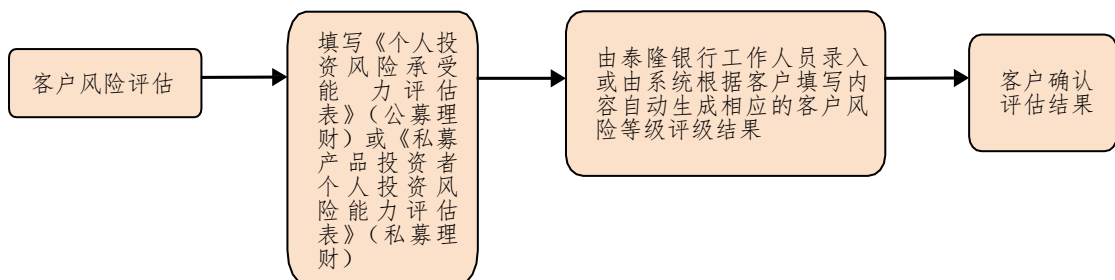 客户风险评估
填写《个人投
资风险承受
能力评估
表》（公募理
财）或《私募
产品投资者
个人投资风
险能力评估
表》（私募理
财）
由泰隆银行工作人员录入
或由系统根据客户填写内
容自动生成相应的客户风
险等级评级结果
客户确认
评估结果